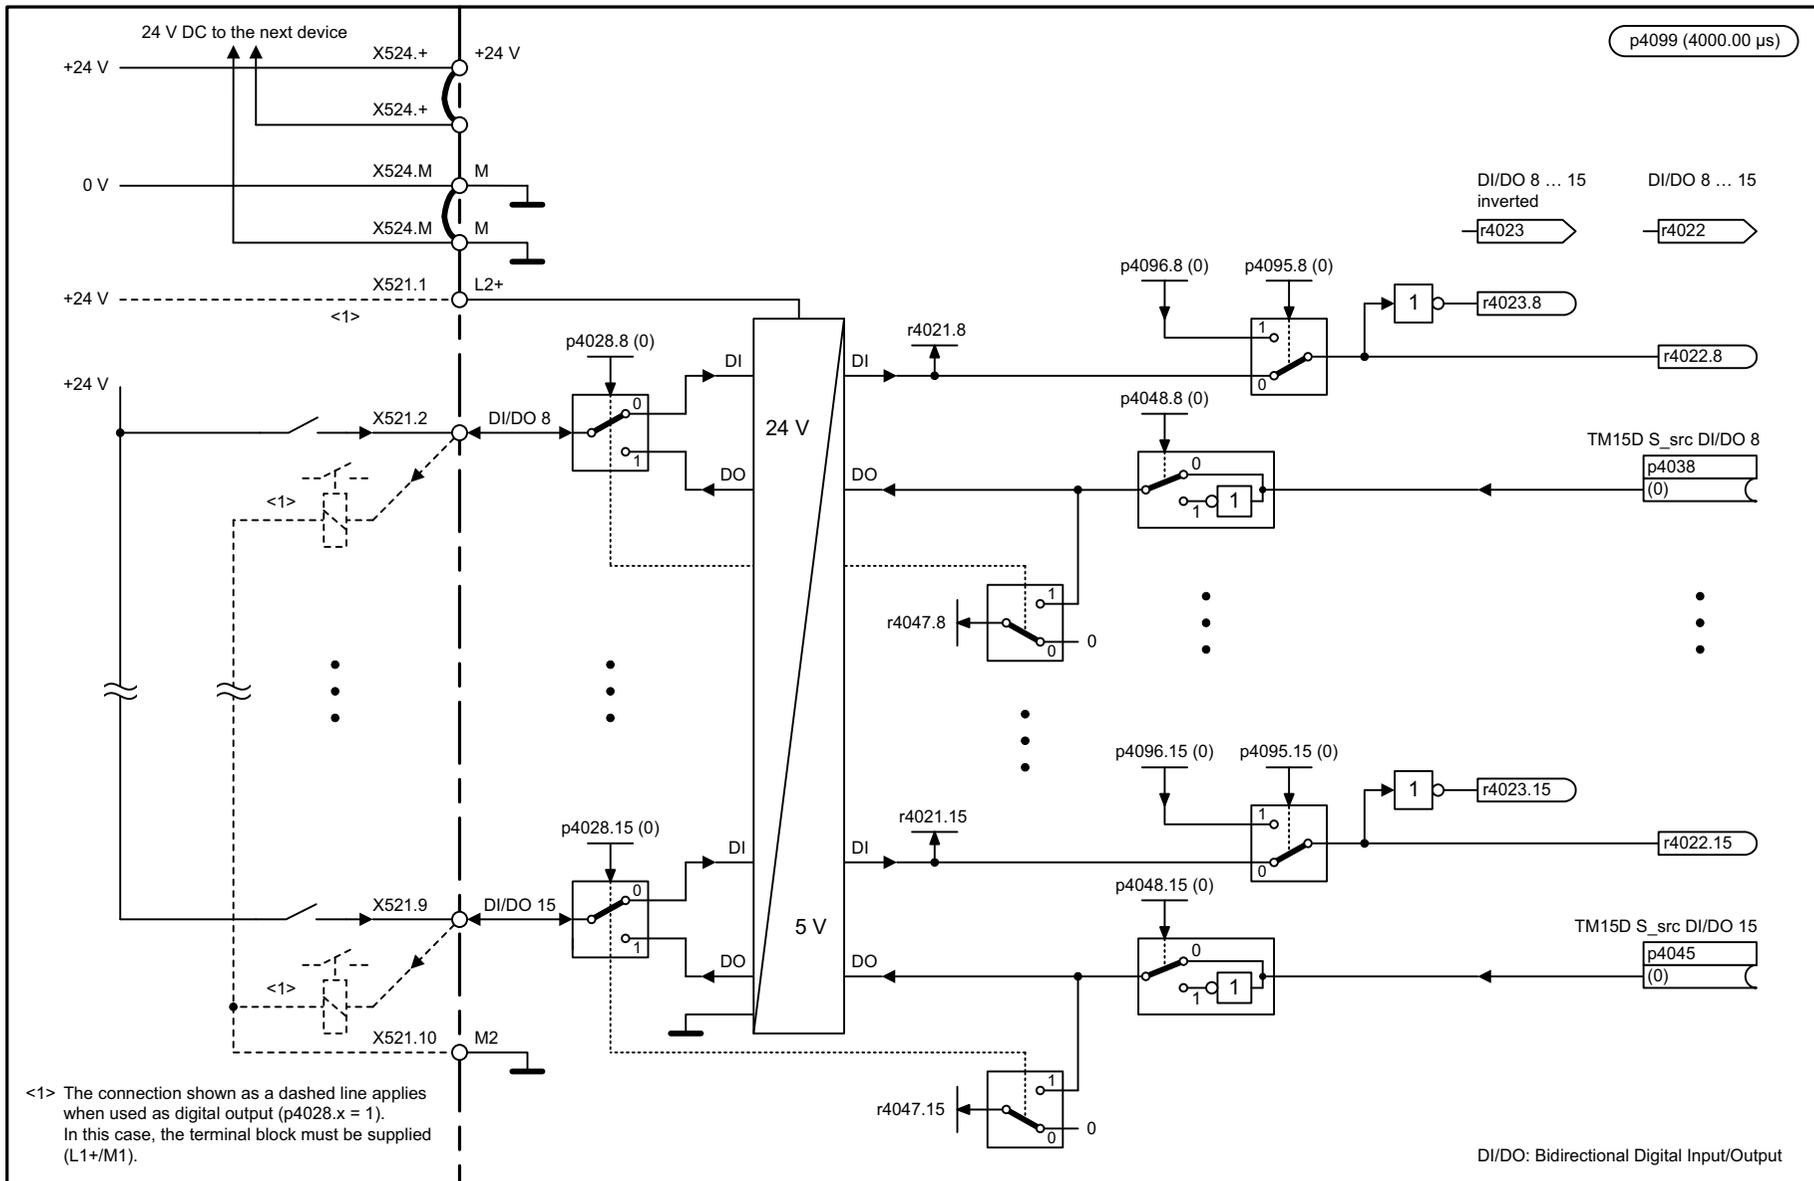 24 V DC to the next device
p4099 (4000.00 µs)
+24 V
X524.+
+24 V
X524.+
0 V
X524.M
M
X524.M
M
DI/DO 8 … 15
inverted
DI/DO 8 … 15
r4023
r4022
+24 V
X521.1
L2+
<1>
p4096.8 (0)
p4095.8 (0)
1
r4023.8
1
0
r4022.8
p4028.8 (0)
DI
DI
r4021.8
+24 V
X521.2
DI/DO 8
0
1
DO
24 V
DO
p4048.8 (0)
0
1
1
TM15D S_src DI/DO 8
p4038
(0)
<1>
r4047.8
1
0
0
p4096.15 (0)
p4095.15 (0)
1
r4023.15
1
0
r4022.15
p4028.15 (0)
DI
DI
r4021.15
X521.9
DI/DO 15
0
1
DO
5 V
DO
p4048.15 (0)
0
1
1
TM15D S_src DI/DO 15
p4045
(0)
<1>
X521.10
M2
r4047.15
1
0
0
<1> The connection shown as a dashed line applies
when used as digital output (p4028.x = 1).
In this case, the terminal block must be supplied
(L1+/M1).
DI/DO: Bidirectional Digital Input/Output